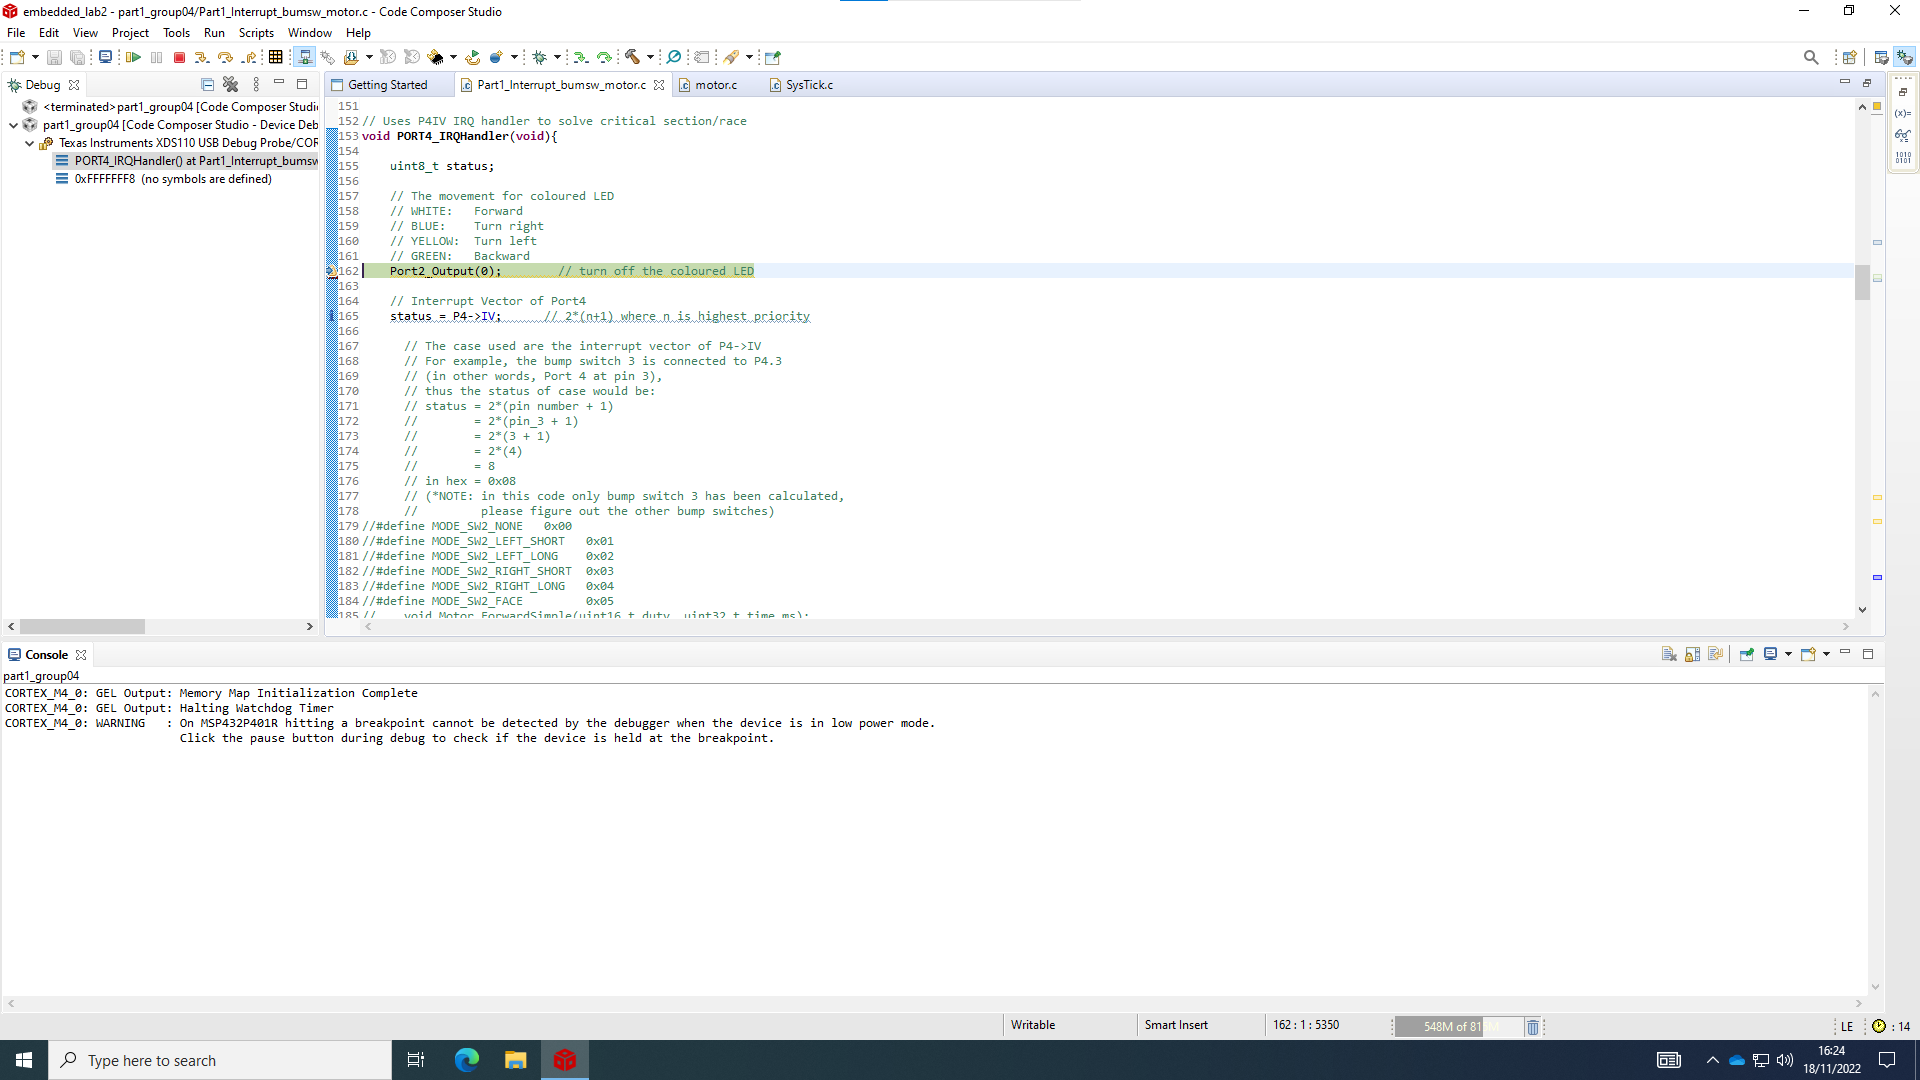 embedded_lab2 - part1_group04/Part1_Interrupt_bumsw_motor.c - Code Composer Studio
File Edit View Project Tools Run Scripts Window Help
Debug
<terminated> part1_group04 [Code Composer Studi
part1_group04 [Code Composer Studio - Device Deb
Texas Instruments XDS110 USB Debug Probe/COR
PORT4_IRQHandler() at Part1_Interrupt_bumsw
0xFFFFFFF8 (no symbols are defined)
Getting Started Part1_Interrupt_bumsw_motor.c motor.c SysTick.c
151
152 // Uses P4IV IRQ handler to solve critical section/race
153 void PORT4_IRQHandler(void){
154
155 uint8_t status;
156
157 // The movement for coloured LED
158 // WHITE: Forward
159 // BLUE: Turn right
160 // YELLOW: Turn left
161 // GREEN: Backward
162 Port2_Output(0); // turn off the coloured LED
163
164 // Interrupt Vector of Port4
165 status = P4->IV; // 2*(n+1) where n is highest priority
166
167 // The case used are the interrupt vector of P4->IV
168 // For example, the bump switch 3 is connected to P4.3
169 // (in other words, Port 4 at pin 3),
170 // thus the status of case would be:
171 // status = 2*(pin number + 1)
172 // = 2*(pin_3 + 1)
173 // = 2*(3 + 1)
174 // = 2*(4)
175 // = 8
176 // in hex = 0x08
177 // (*NOTE: in this code only bump switch 3 has been calculated,
178 // please figure out the other bump switches)
179 //#define MODE_SW2_NONE 0x00
180 //#define MODE_SW2_LEFT_SHORT 0x01
181 //#define MODE_SW2_LEFT_LONG 0x02
182 //#define MODE_SW2_RIGHT_SHORT 0x03
183 //#define MODE_SW2_RIGHT_LONG 0x04
184 //#define MODE_SW2_FACE 0x05
185 // void Motor_ForwardSimple(uint16_t duty, uint32_t time_ms);
(x)=
1010
0101
Console
part1_group04
CORTEX_M4_0: GEL Output: Memory Map Initialization Complete
CORTEX_M4_0: GEL Output: Halting Watchdog Timer
CORTEX_M4_0: WARNING : On MSP432P401R hitting a breakpoint cannot be detected by the debugger when the device is in low power mode.
Click the pause button during debug to check if the device is held at the breakpoint.
Writable Smart Insert 162 : 1 : 5350 548M of LE : 14
Type here to search
16:24
18/11/2022